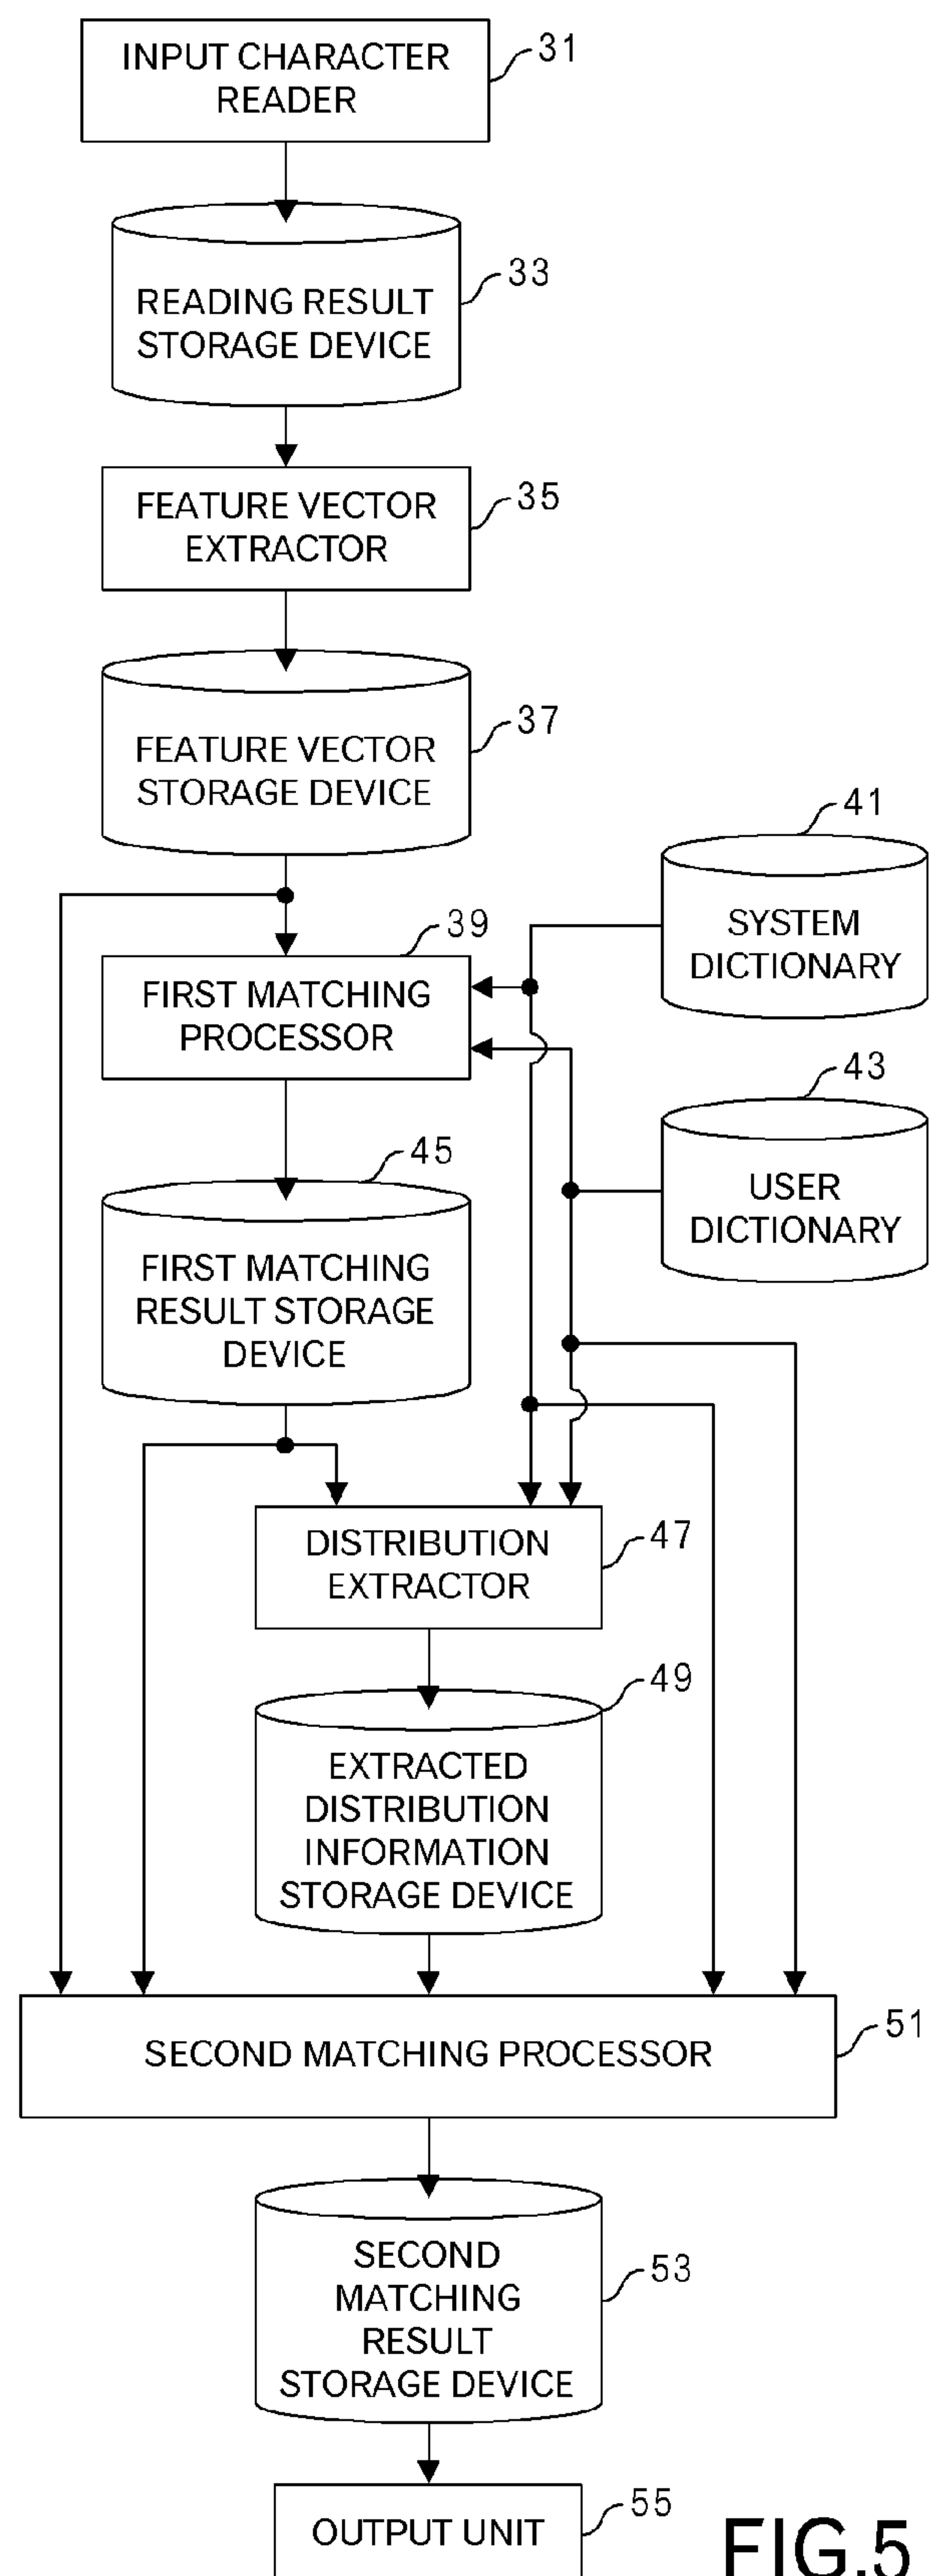 INPUT CHARACTER
READER
31
READING RESULT
STORAGE DEVICE
33
FEATURE VECTOR
EXTRACTOR
35
FEATURE VECTOR
STORAGE DEVICE
37
41
SYSTEM
DICTIONARY
39
FIRST MATCHING
PROCESSOR
43
USER
DICTIONARY
45
FIRST MATCHING
RESULT STORAGE
DEVICE
DISTRIBUTION
EXTRACTOR
47
49
EXTRACTED
DISTRIBUTION
INFORMATION
STORAGE DEVICE
SECOND MATCHING PROCESSOR
51
SECOND
MATCHING
RESULT
STORAGE DEVICE
53
OUTPUT UNIT
55
FIG.5